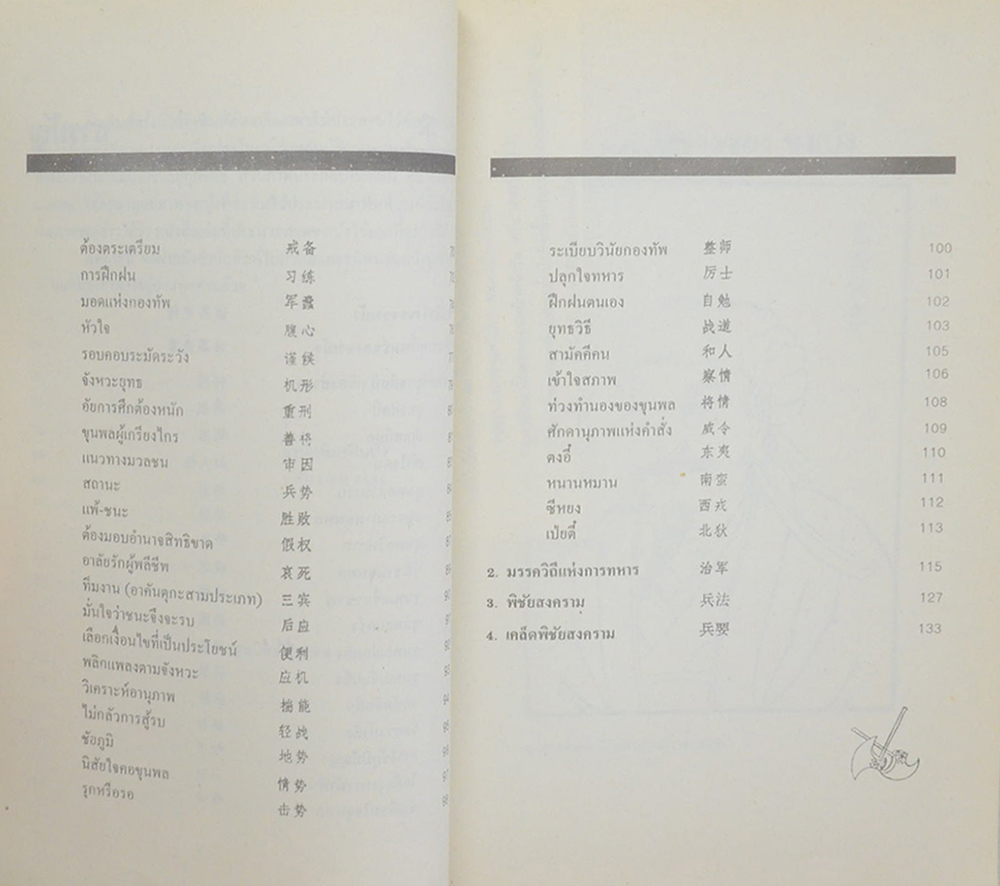 ต้องตระเตรียม 戒备
การฝึกฝน 习练
มอดแห่งกองทัพ 军蠹
หัวใจ 腹心
รอบคอบระมัดระวัง 谨候
จังหวะยุทธ 机形
อัยการศึกต้องหนัก 重刑
ขุนพลผู้เกรียงไกร 善将
แนวทางมวลชน 审因
สถานะ 兵势
แพ้-ชนะ 胜败
ต้องมอบอำนาจสิทธิขาด 假权
อาลัยรักผู้พลีชีพ 哀死
ทีมงาน (อาคันตุกะสามประเภท) 三宾
มั่นใจว่าชนะจึงจะรบ 后应
เลือกเงื่อนไขที่เป็นประโยชน์ 便利
พลิกแพลงตามจังหวะ 应机
วิเคราะห์อานุภาพ 揣能
ไม่กลัวการสู้รบ 轻战
ชัยภูมิ 地势
นิสัยใจคอขุนพล 情势
รุกหรือรอ 击势
ระเบียบวินัยกองทัพ 整师 100
ปลุกใจทหาร 厉士 101
ฝึกฝนตนเอง 自勉 102
ยุทธวิธี 战道 103
สามัคคีคน 和人 105
เข้าใจสภาพ 察情 106
ท่วงทำนองของขุนพล 将情 108
ศักดานุภาพแห่งคำสั่ง 威令 109
ตงอี๋ 东夷 110
หนานหมาน 南蛮 111
ซีหยง 西戎 112
เป่ยตี๋ 北狄 113
2. มรรควิถีแห่งการทหาร 治军 115
3. พิชัยสงคราม 兵法 127
4. เคล็ดพิชัยสงคราม 兵要 133